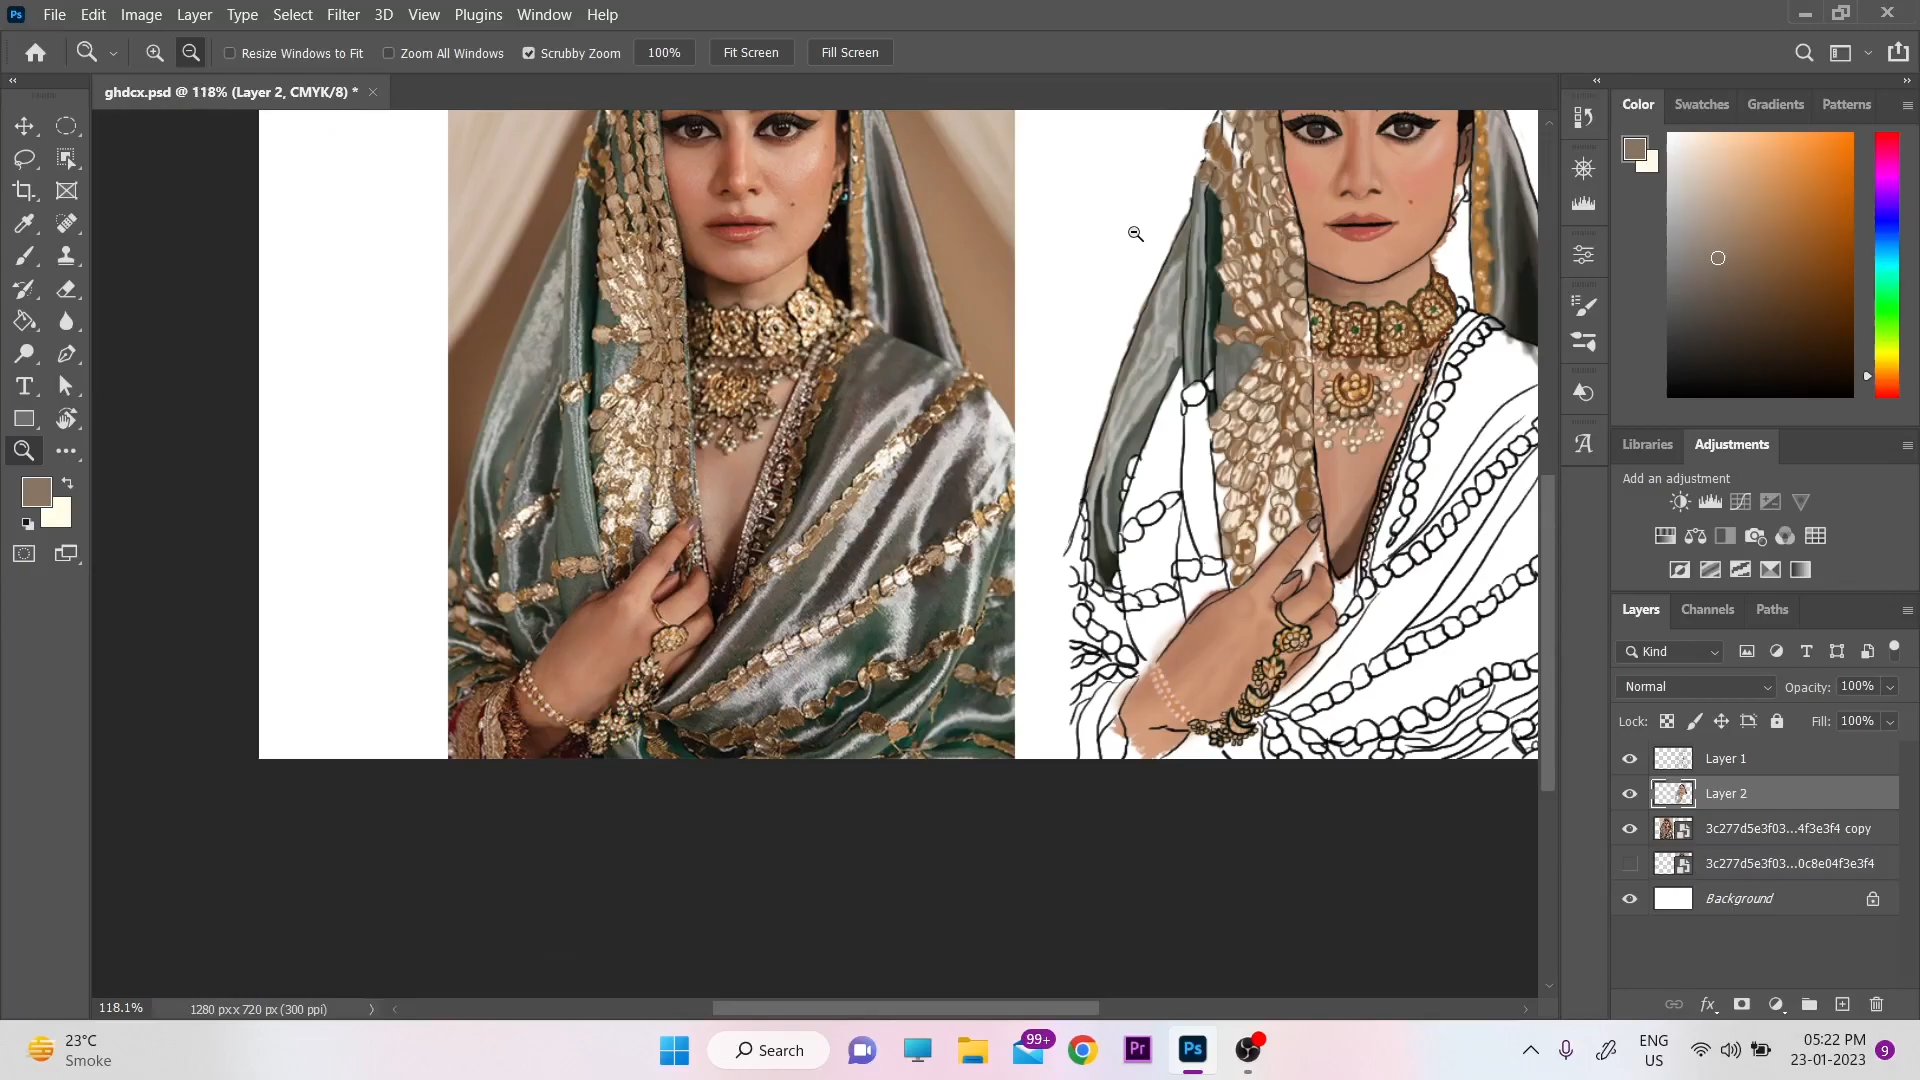 Ps File Edit Image Layer Type Select Filter 3D View Plugins Window Help
Resize Windows to Fit Zoom All Windows Scrubby Zoom 100% Fit Screen Fill Screen
ghdcx.psd @ 118% (Layer 2, CMYK/8) *
Color Swatches Gradients Patterns
Libraries Adjustments
Add an adjustment
Layers Channels Paths
Kind
Normal Opacity: 100%
Lock: Fill: 100%
Layer 1
Layer 2
3c277d5e3f03...4f3e3f4 copy
3c277d5e3f03...0c8e04f3e3f4
Background
118.1% 1280 px x 720 px (300 ppi)
23°C
Smoke
Search
99+
Pr
Ps
ENG
US
05:22 PM
23-01-2023
9